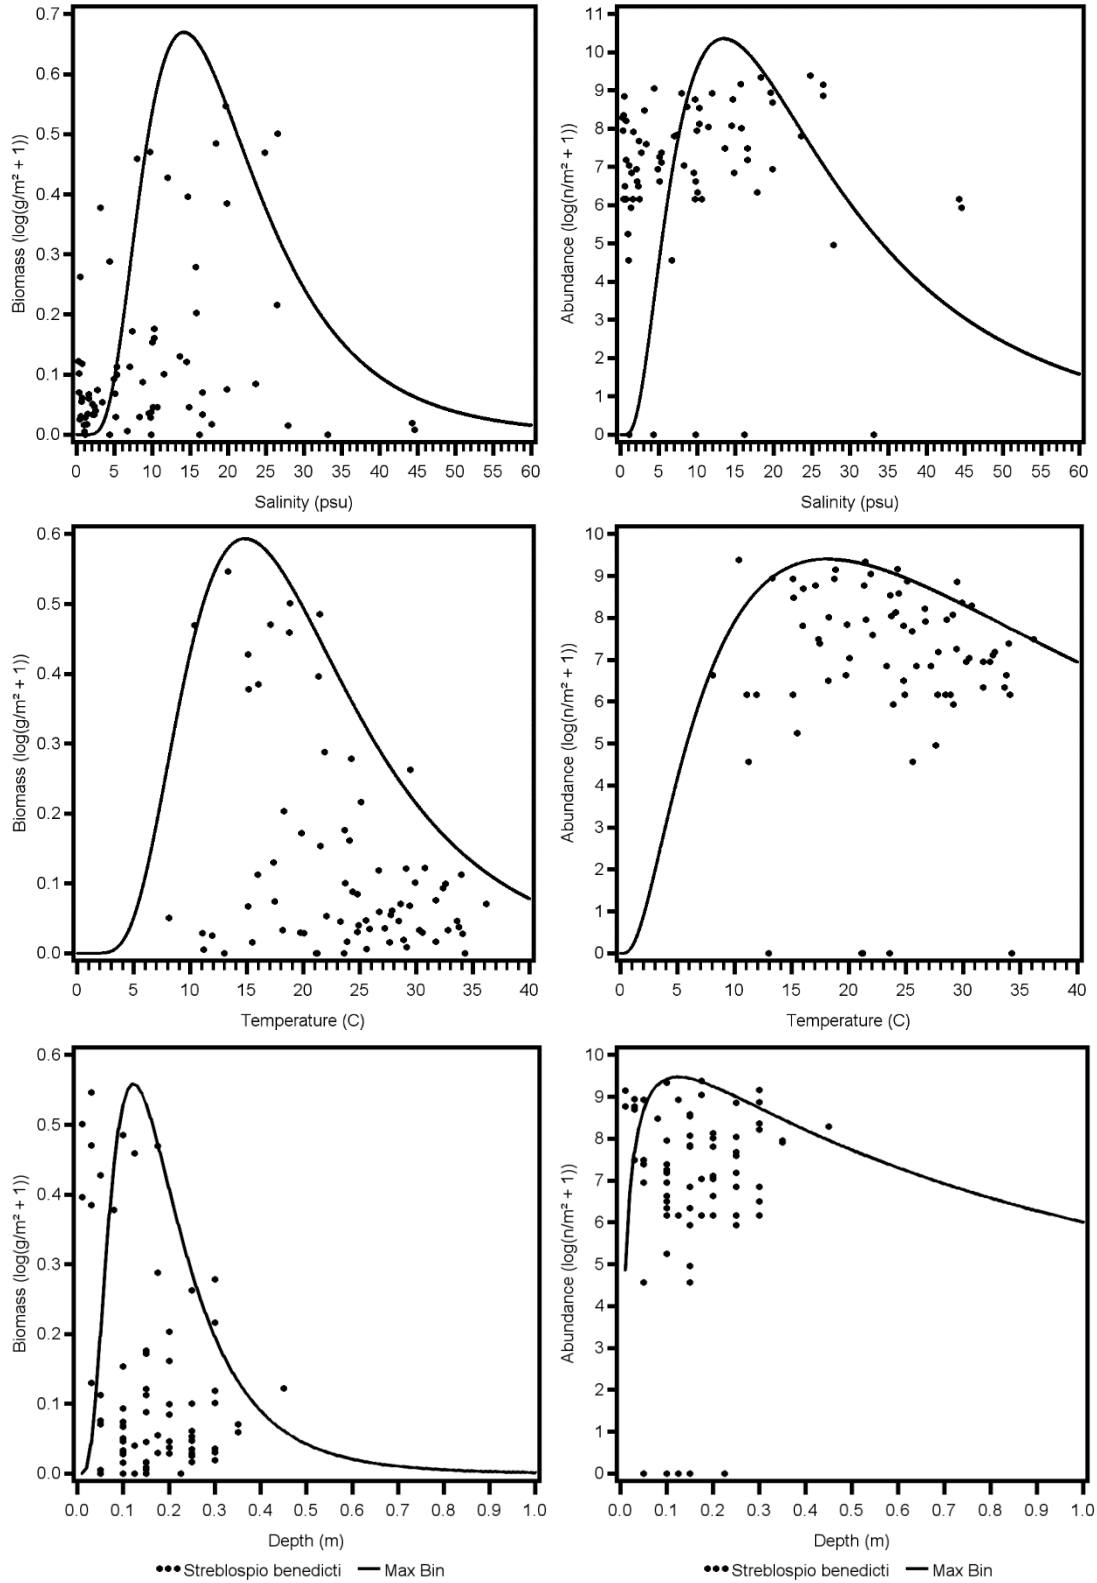 0.7
0.6
0.5
0.4
0.3
0.2
0.1
0.0
Biomass (log(g/m² + 1))
0 5 10 15 20 25 30 35 40 45 50 55 60
Salinity (psu)
11
10
9
8
7
6
5
4
3
2
1
0
Abundance (log(n/m² + 1))
0 5 10 15 20 25 30 35 40 45 50 55 60
Salinity (psu)
0.6
0.5
0.4
0.3
0.2
0.1
0.0
Biomass (log(g/m² + 1))
0 5 10 15 20 25 30 35 40
Temperature (C)
10
9
8
7
6
5
4
3
2
1
0
Abundance (log(n/m² + 1))
0 5 10 15 20 25 30 35 40
Temperature (C)
0.6
0.5
0.4
0.3
0.2
0.1
0.0
Biomass (log(g/m² + 1))
0.0 0.1 0.2 0.3 0.4 0.5 0.6 0.7 0.8 0.9 1.0
Depth (m)
Streblospio benedicti Max Bin
10
9
8
7
6
5
4
3
2
1
0
Abundance (log(n/m² + 1))
0.0 0.1 0.2 0.3 0.4 0.5 0.6 0.7 0.8 0.9 1.0
Depth (m)
Streblospio benedicti Max Bin